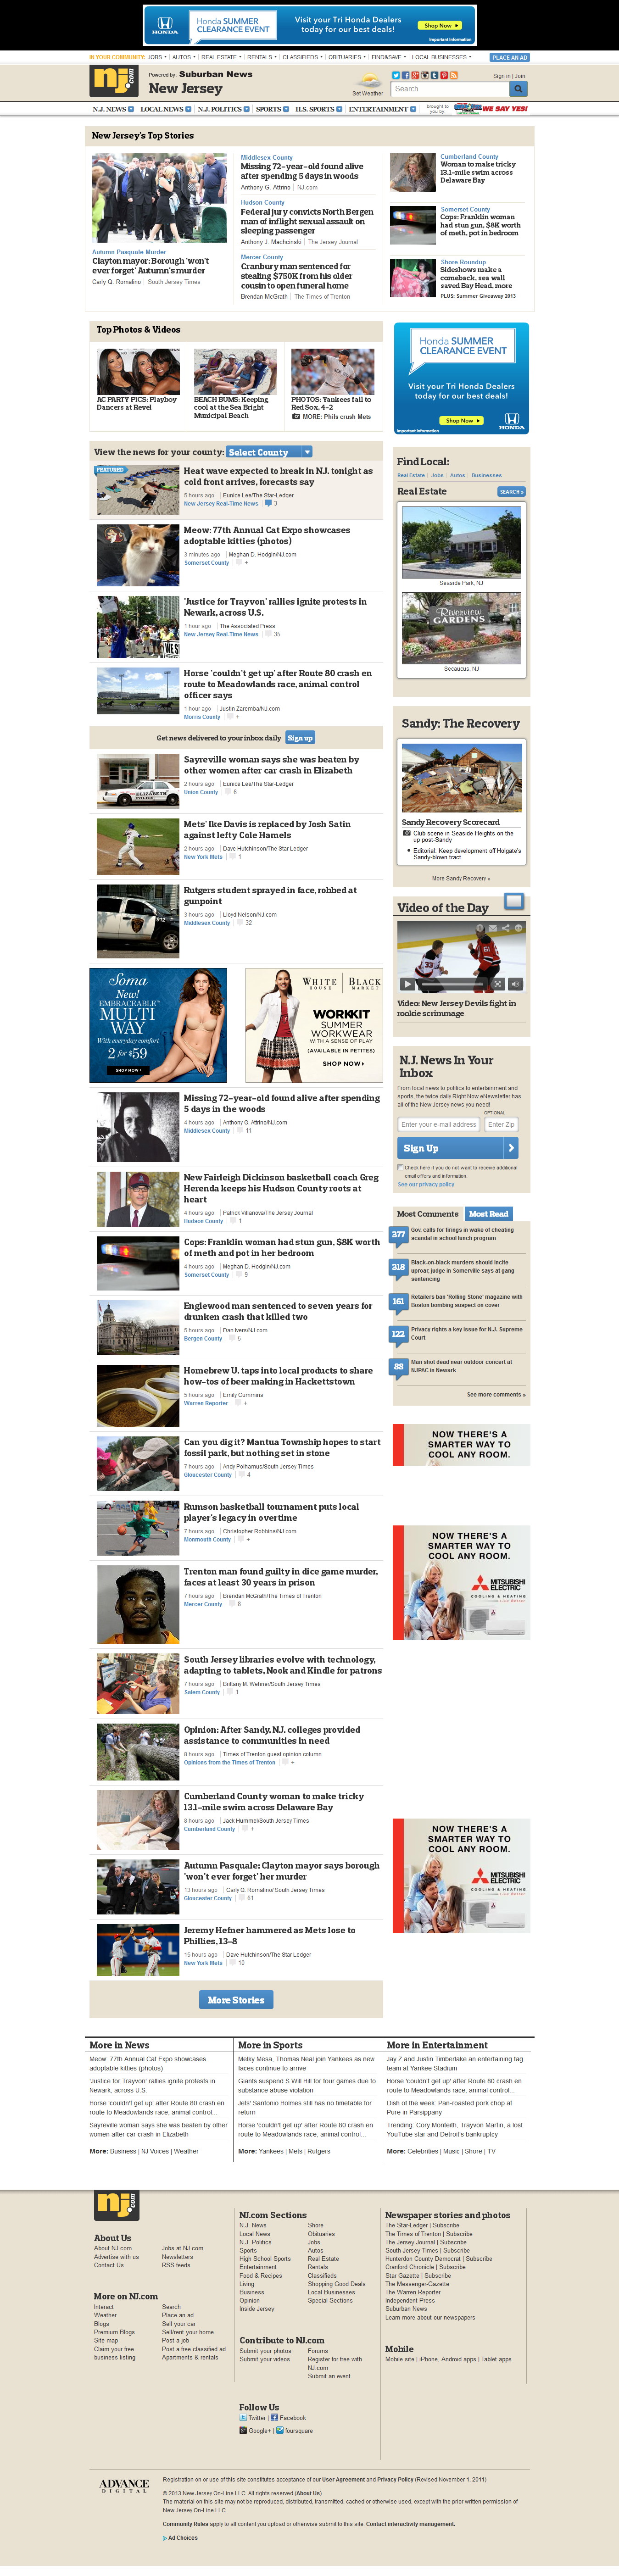 HONDA
Honda
SUMMER
CLEARANCE EVENT
Visit your Tri Honda Dealers
today for our best deals!
Shop Now
Important Information
IN YOUR COMMUNITY: JOBS AUTOS REAL ESTATE RENTALS CLASSIFIEDS OBITUARIES FIND&SAVE LOCAL BUSINESSES PLACE AN AD
nj.com
Powered by: Suburban News
New Jersey
Set Weather
Sign in | Join
Search
N.J. NEWS LOCAL NEWS N.J. POLITICS SPORTS H.S. SPORTS ENTERTAINMENT
brought to you by
WE SAY YES!
New Jersey's Top Stories
Autumn Pasquale Murder
Clayton mayor: Borough 'won't
ever forget' Autumn's murder
Carly Q. Romalino | South Jersey Times
Middlesex County
Missing 72-year-old found alive
after spending 5 days in woods
Anthony G. Attrino | NJ.com
Hudson County
Federal jury convicts North Bergen
man of inflight sexual assault on
sleeping passenger
Anthony J. Machcinski | The Jersey Journal
Mercer County
Cranbury man sentenced for
stealing $750K from his older
cousin to open funeral home
Brendan McGrath | The Times of Trenton
Cumberland County
Woman to make tricky
13.1-mile swim across
Delaware Bay
Somerset County
Cops: Franklin woman
had stun gun, $8K worth
of meth, pot in bedroom
Shore Roundup
Sideshows make a
comeback, sea wall
saved Bay Head, more
PLUS: Summer Giveaway 2013
Top Photos & Videos
AC PARTY PICS: Playboy
Dancers at Revel
BEACH BUMS: Keeping
cool at the Sea Bright
Municipal Beach
PHOTOS: Yankees fall to
Red Sox, 4-2
MORE: Phils crush Mets
Honda
SUMMER
CLEARANCE EVENT
Visit your Tri Honda Dealers
today for our best deals!
Shop Now
Important Information
HONDA
View the news for your county: Select County
FEATURED
Heat wave expected to break in N.J. tonight as
cold front arrives, forecasts say
5 hours ago | Eunice Lee/The Star-Ledger
New Jersey Real-Time News | 3
Meow: 77th Annual Cat Expo showcases
adoptable kitties (photos)
3 minutes ago | Meghan D. Hodgin/NJ.com
Somerset County | +
'Justice for Trayvon' rallies ignite protests in
Newark, across U.S.
1 hour ago | The Associated Press
New Jersey Real-Time News | 35
Horse 'couldn't get up' after Route 80 crash en
route to Meadowlands race, animal control
officer says
1 hour ago | Justin Zaremba/NJ.com
Morris County | +
Get news delivered to your inbox daily Sign up
Sayreville woman says she was beaten by
other women after car crash in Elizabeth
2 hours ago | Eunice Lee/The Star-Ledger
Union County | 6
Mets' Ike Davis is replaced by Josh Satin
against lefty Cole Hamels
2 hours ago | Dave Hutchinson/The Star Ledger
New York Mets | 1
Rutgers student sprayed in face, robbed at
gunpoint
3 hours ago | Lloyd Nelson/NJ.com
Middlesex County | 32
Soma
New!
EMBRACEABLE
MULTI
WAY
With everyday comfort
2 for $59
SHOP NOW
WHITE HOUSE BLACK MARKET
WORKKIT
SUMMER
WORKWEAR
WITH A SENSE OF PLAY
(AVAILABLE IN PETITES)
SHOP NOW
Missing 72-year-old found alive after spending
5 days in the woods
4 hours ago | Anthony G. Attrino/NJ.com
Middlesex County | 11
New Fairleigh Dickinson basketball coach Greg
Herenda keeps his Hudson County roots at
heart
4 hours ago | Patrick Villanova/The Jersey Journal
Hudson County | 1
Cops: Franklin woman had stun gun, $8K worth
of meth and pot in her bedroom
4 hours ago | Meghan D. Hodgin/NJ.com
Somerset County | 9
Englewood man sentenced to seven years for
drunken crash that killed two
5 hours ago | Dan Ivers/NJ.com
Bergen County | 5
Homebrew U. taps into local products to share
how-tos of beer making in Hackettstown
5 hours ago | Emily Cummins
Warren Reporter | +
Can you dig it? Mantua Township hopes to start
fossil park, but nothing set in stone
7 hours ago | Andy Polhamus/South Jersey Times
Gloucester County | 4
Rumson basketball tournament puts local
player's legacy in overtime
7 hours ago | Christopher Robbins/NJ.com
Monmouth County | +
Trenton man found guilty in dice game murder,
faces at least 30 years in prison
7 hours ago | Brendan McGrath/The Times of Trenton
Mercer County | 8
South Jersey libraries evolve with technology,
adapting to tablets, Nook and Kindle for patrons
7 hours ago | Brittany M. Wehner/South Jersey Times
Salem County | 1
Opinion: After Sandy, N.J. colleges provided
assistance to communities in need
8 hours ago | Times of Trenton guest opinion column
Opinions from the Times of Trenton | +
Cumberland County woman to make tricky
13.1-mile swim across Delaware Bay
8 hours ago | Jack Hummel/South Jersey Times
Cumberland County | +
Autumn Pasquale: Clayton mayor says borough
'won't ever forget' her murder
13 hours ago | Carly Q. Romalino/ South Jersey Times
Gloucester County | 61
Jeremy Hefner hammered as Mets lose to
Phillies, 13-8
15 hours ago | Dave Hutchinson/The Star Ledger
New York Mets | 10
More Stories
Find Local:
Real Estate | Jobs | Autos | Businesses
Real Estate SEARCH »
Seaside Park, NJ
RIVERVIEW
GARDENS
Secaucus, NJ
Sandy: The Recovery
Sandy Recovery Scorecard
Club scene in Seaside Heights on the
up post-Sandy
Editorial: Keep development off Holgate's
Sandy-blown tract
More Sandy Recovery »
Video of the Day
Video: New Jersey Devils fight in
rookie scrimmage
N.J. News In Your
Inbox
From local news to politics to entertainment and
sports, the twice daily Right Now eNewsletter has
all of the New Jersey news you need!
OPTIONAL
Enter your e-mail address Enter Zip
Sign Up
Check here if you do not want to receive additional
email offers and information.
See our privacy policy
Most Comments Most Read
377 Gov. calls for firings in wake of cheating
scandal in school lunch program
318 Black-on-black murders should incite
uproar, judge in Somerville says at gang
sentencing
161 Retailers ban 'Rolling Stone' magazine with
Boston bombing suspect on cover
122 Privacy rights a key issue for N.J. Supreme
Court
88 Man shot dead near outdoor concert at
NJPAC in Newark
See more comments »
NOW THERE'S A
SMARTER WAY TO
COOL ANY ROOM.
NOW THERE'S A
SMARTER WAY TO
COOL ANY ROOM.
MITSUBISHI
ELECTRIC
COOLING & HEATING
NOW THERE'S A
SMARTER WAY TO
COOL ANY ROOM.
MITSUBISHI
ELECTRIC
COOLING & HEATING
More in News
Meow: 77th Annual Cat Expo showcases
adoptable kitties (photos)
'Justice for Trayvon' rallies ignite protests in
Newark, across U.S.
Horse 'couldn't get up' after Route 80 crash en
route to Meadowlands race, animal control...
Sayreville woman says she was beaten by other
women after car crash in Elizabeth
More: Business | NJ Voices | Weather
More in Sports
Melky Mesa, Thomas Neal join Yankees as new
faces continue to arrive
Giants suspend S Will Hill for four games due to
substance abuse violation
Jets' Santonio Holmes still has no timetable for
return
Horse 'couldn't get up' after Route 80 crash en
route to Meadowlands race, animal control...
More: Yankees | Mets | Rutgers
More in Entertainment
Jay Z and Justin Timberlake an entertaining tag
team at Yankee Stadium
Horse 'couldn't get up' after Route 80 crash en
route to Meadowlands race, animal control...
Dish of the week: Pan-roasted pork chop at
Pure in Parsippany
Trending: Cory Monteith, Trayvon Martin, a lost
YouTube star and Detroit's bankruptcy
More: Celebrities | Music | Shore | TV
nj.com
About Us
About NJ.com
Advertise with us
Contact Us
Jobs at NJ.com
Newsletters
RSS feeds
More on NJ.com
Interact
Weather
Blogs
Premium Blogs
Site map
Claim your free
business listing
Search
Place an ad
Sell your car
Sell/rent your home
Post a job
Post a free classified ad
Apartments & rentals
NJ.com Sections
N.J. News
Local News
N.J. Politics
Sports
High School Sports
Entertainment
Food & Recipes
Living
Business
Opinion
Inside Jersey
Shore
Obituaries
Jobs
Autos
Real Estate
Rentals
Classifieds
Shopping Good Deals
Local Businesses
Special Sections
Contribute to NJ.com
Submit your photos
Submit your videos
Forums
Register for free with
NJ.com
Submit an event
Follow Us
Twitter | Facebook
Google+ | foursquare
Newspaper stories and photos
The Star-Ledger | Subscribe
The Times of Trenton | Subscribe
The Jersey Journal | Subscribe
South Jersey Times | Subscribe
Hunterdon County Democrat | Subscribe
Cranford Chronicle | Subscribe
Star Gazette | Subscribe
The Messenger-Gazette
The Warren Reporter
Independent Press
Suburban News
Learn more about our newspapers
Mobile
Mobile site | iPhone, Android apps | Tablet apps
ADVANCE
DIGITAL
Registration on or use of this site constitutes acceptance of our User Agreement and Privacy Policy (Revised November 1, 2011)
© 2013 New Jersey On-Line LLC. All rights reserved (About Us).
The material on this site may not be reproduced, distributed, transmitted, cached or otherwise used, except with the prior written permission of
New Jersey On-Line LLC.
Community Rules apply to all content you upload or otherwise submit to this site. Contact interactivity management.
Ad Choices